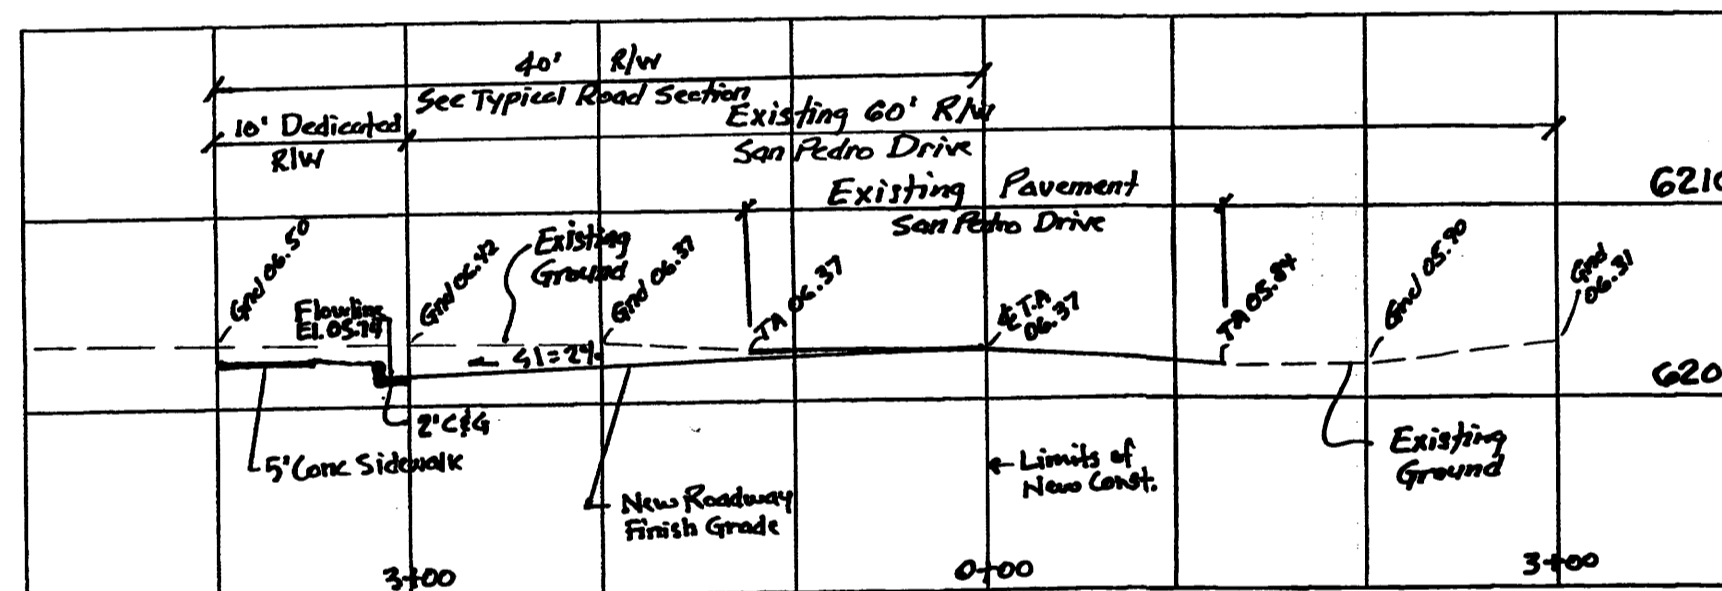 40' R/W
See Typical Road Section
10' Dedicated
R/W
Existing 60' R/W
San Pedro Drive
Existing Pavement
San Pedro Drive
6210
Gnd 06.50
Flowline
El. 05.79
Gnd 06.42
Existing
Ground
Gnd 06.37
TA 06.37
℄ T.A
06.37
TA 05.84
Gnd 05.90
Gnd
06.31
← S1=2%
620
2' C&G
5' Conc Sidewalk
New Roadway
Finish Grade
← Limits of
New Const.
Existing
Ground
3+00
0+00
3+00